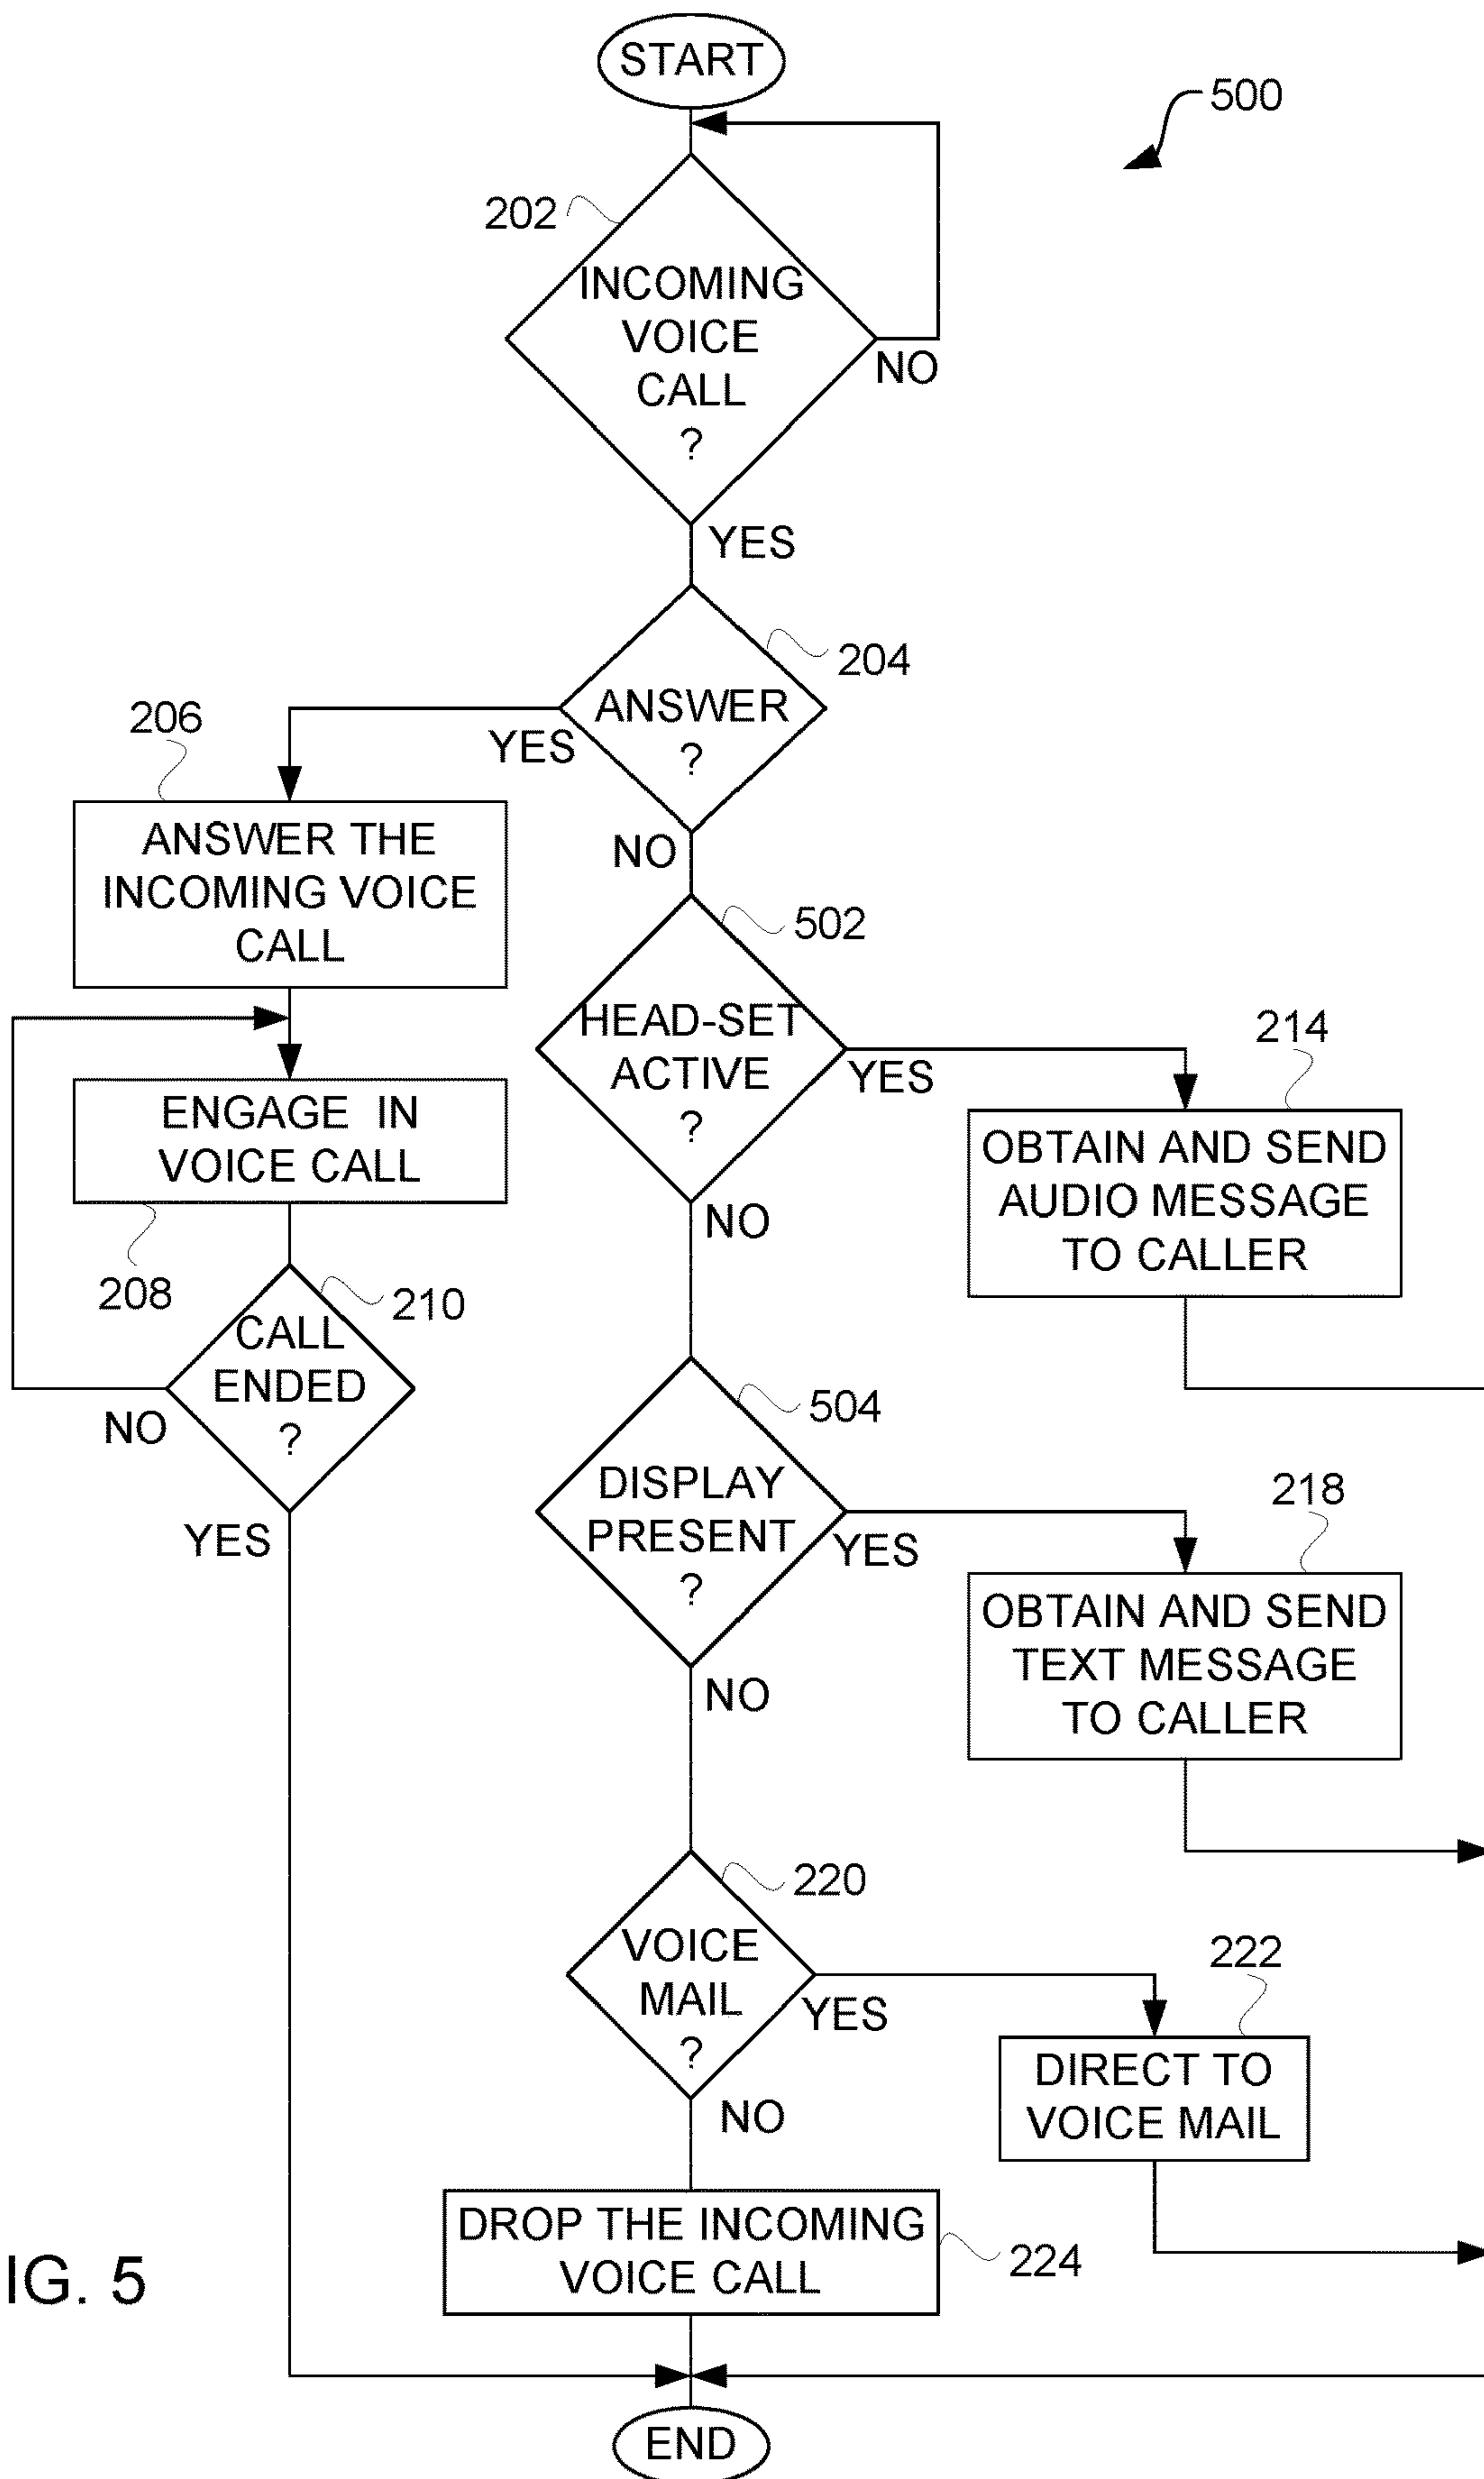 START
500
202
INCOMING
VOICE
CALL
?
NO
YES
204
ANSWER
?
YES
NO
206
ANSWER THE
INCOMING VOICE
CALL
502
HEAD-SET
ACTIVE
?
YES
NO
214
OBTAIN AND SEND
AUDIO MESSAGE
TO CALLER
ENGAGE IN
VOICE CALL
208
210
CALL
ENDED
?
NO
YES
504
DISPLAY
PRESENT
?
YES
NO
218
OBTAIN AND SEND
TEXT MESSAGE
TO CALLER
220
VOICE
MAIL
?
YES
NO
222
DIRECT TO
VOICE MAIL
DROP THE INCOMING
VOICE CALL
224
IG. 5
END